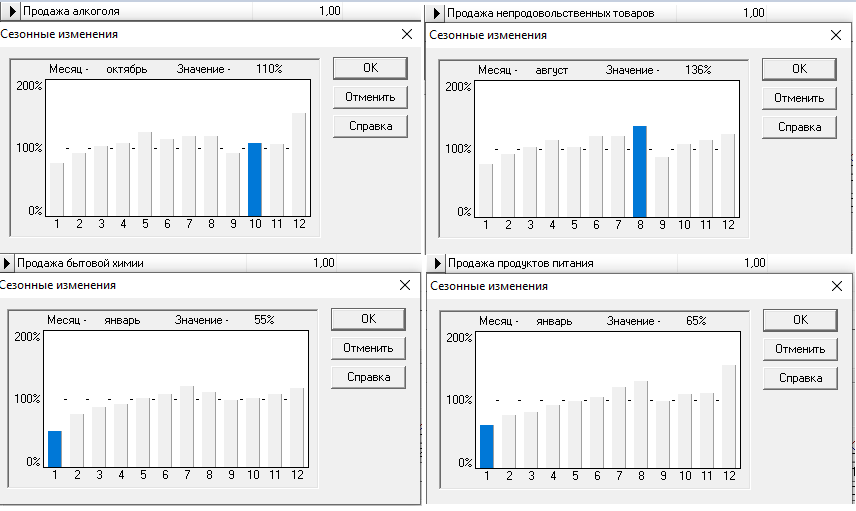 Продажа алкоголя 1,00
Сезонные изменения
Месяц - октябрь Значение - 110%
OK
Отменить
Справка
200%
100%
0%
1 2 3 4 5 6 7 8 9 10 11 12
Продажа непродовольственных товаров 1,00
Сезонные изменения
Месяц - август Значение - 136%
OK
Отменить
Справка
200%
100%
0%
1 2 3 4 5 6 7 8 9 10 11 12
Продажа бытовой химии 1,00
Сезонные изменения
Месяц - январь Значение - 55%
OK
Отменить
Справка
200%
100%
0%
1 2 3 4 5 6 7 8 9 10 11 12
Продажа продуктов питания 1,00
Сезонные изменения
Месяц - январь Значение - 65%
OK
Отменить
Справка
200%
100%
0%
1 2 3 4 5 6 7 8 9 10 11 12